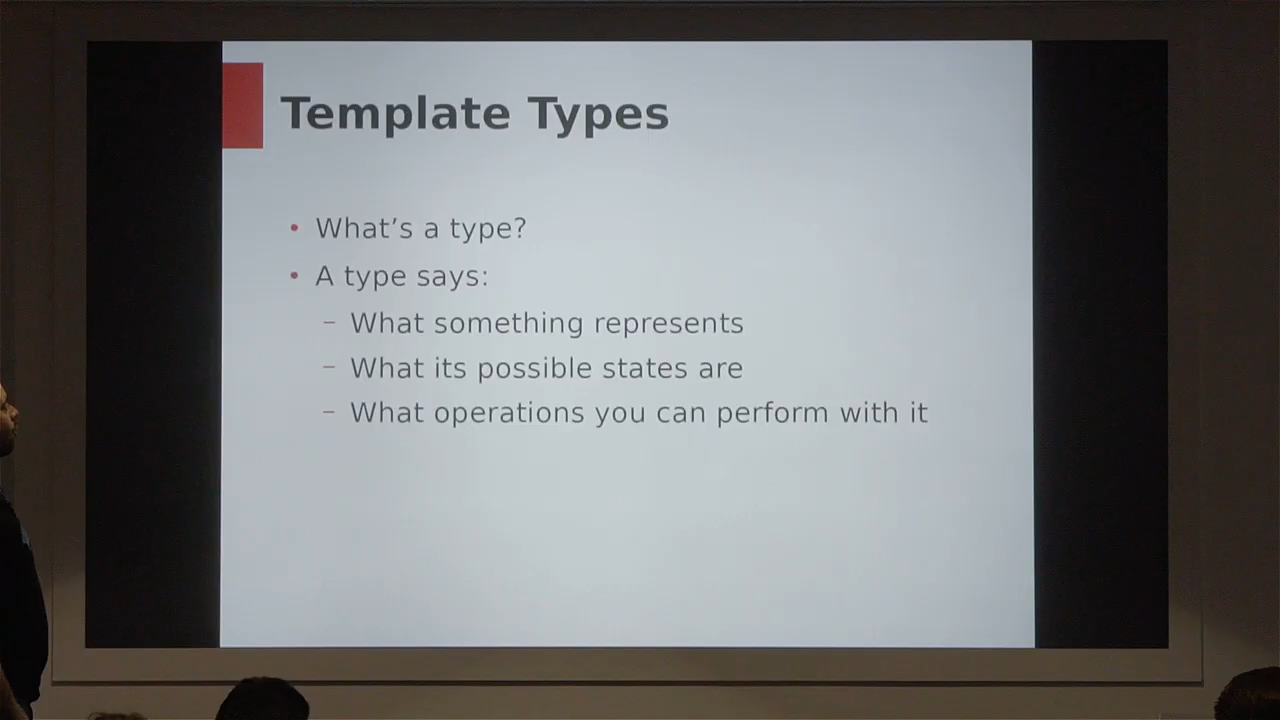 Template Types
• What’s a type?
• A type says:
– What something represents
– What its possible states are
– What operations you can perform with it